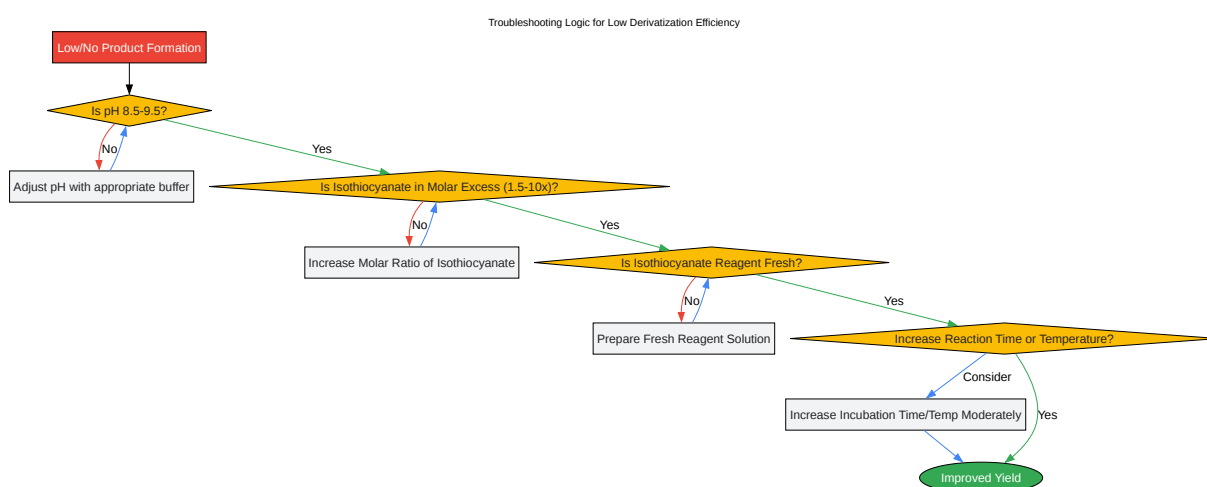 Troubleshooting Logic for Low Derivatization Efficiency
Low/No Product Formation
Is pH 8.5-9.5?
No
Yes
Adjust pH with appropriate buffer
Is Isothiocyanate in Molar Excess (1.5-10x)?
No
Yes
Increase Molar Ratio of Isothiocyanate
Is Isothiocyanate Reagent Fresh?
No
Yes
Prepare Fresh Reagent Solution
Increase Reaction Time or Temperature?
Consider
Increase Incubation Time/Temp Moderately
Yes
Improved Yield